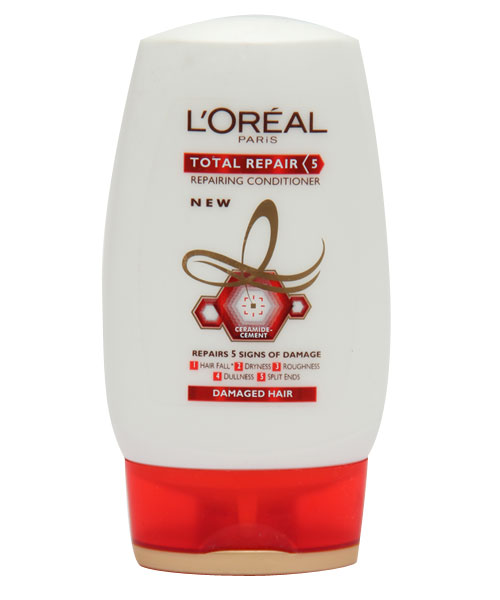 L'ORÉAL
PARIS
TOTAL REPAIR 5
REPAIRING CONDITIONER
NEW
CERAMIDE-
CEMENT
REPAIRS 5 SIGNS OF DAMAGE
1 HAIR FALL* 2 DRYNESS 3 ROUGHNESS
4 DULLNESS 5 SPLIT ENDS
DAMAGED HAIR